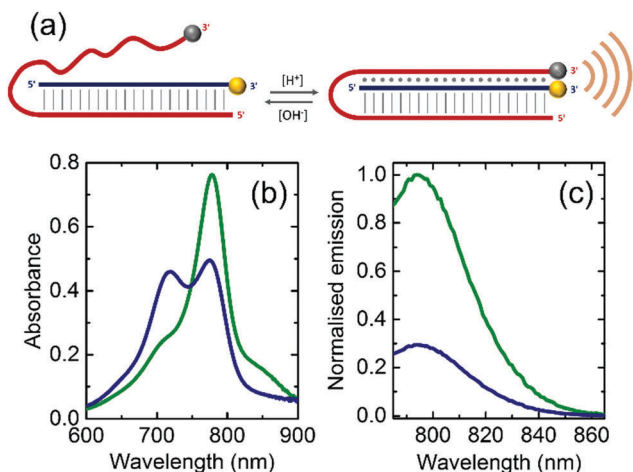 (a)
3'
5'
3'
5'
[H⁺]
[OH⁻]
3'
5'
3'
5'
(b)
Absorbance
0.8
0.6
0.4
0.2
0.0
600 700 800 900
Wavelength (nm)
(c)
Normalised emission
1.0
0.8
0.6
0.4
0.2
0.0
800 820 840 860
Wavelength (nm)